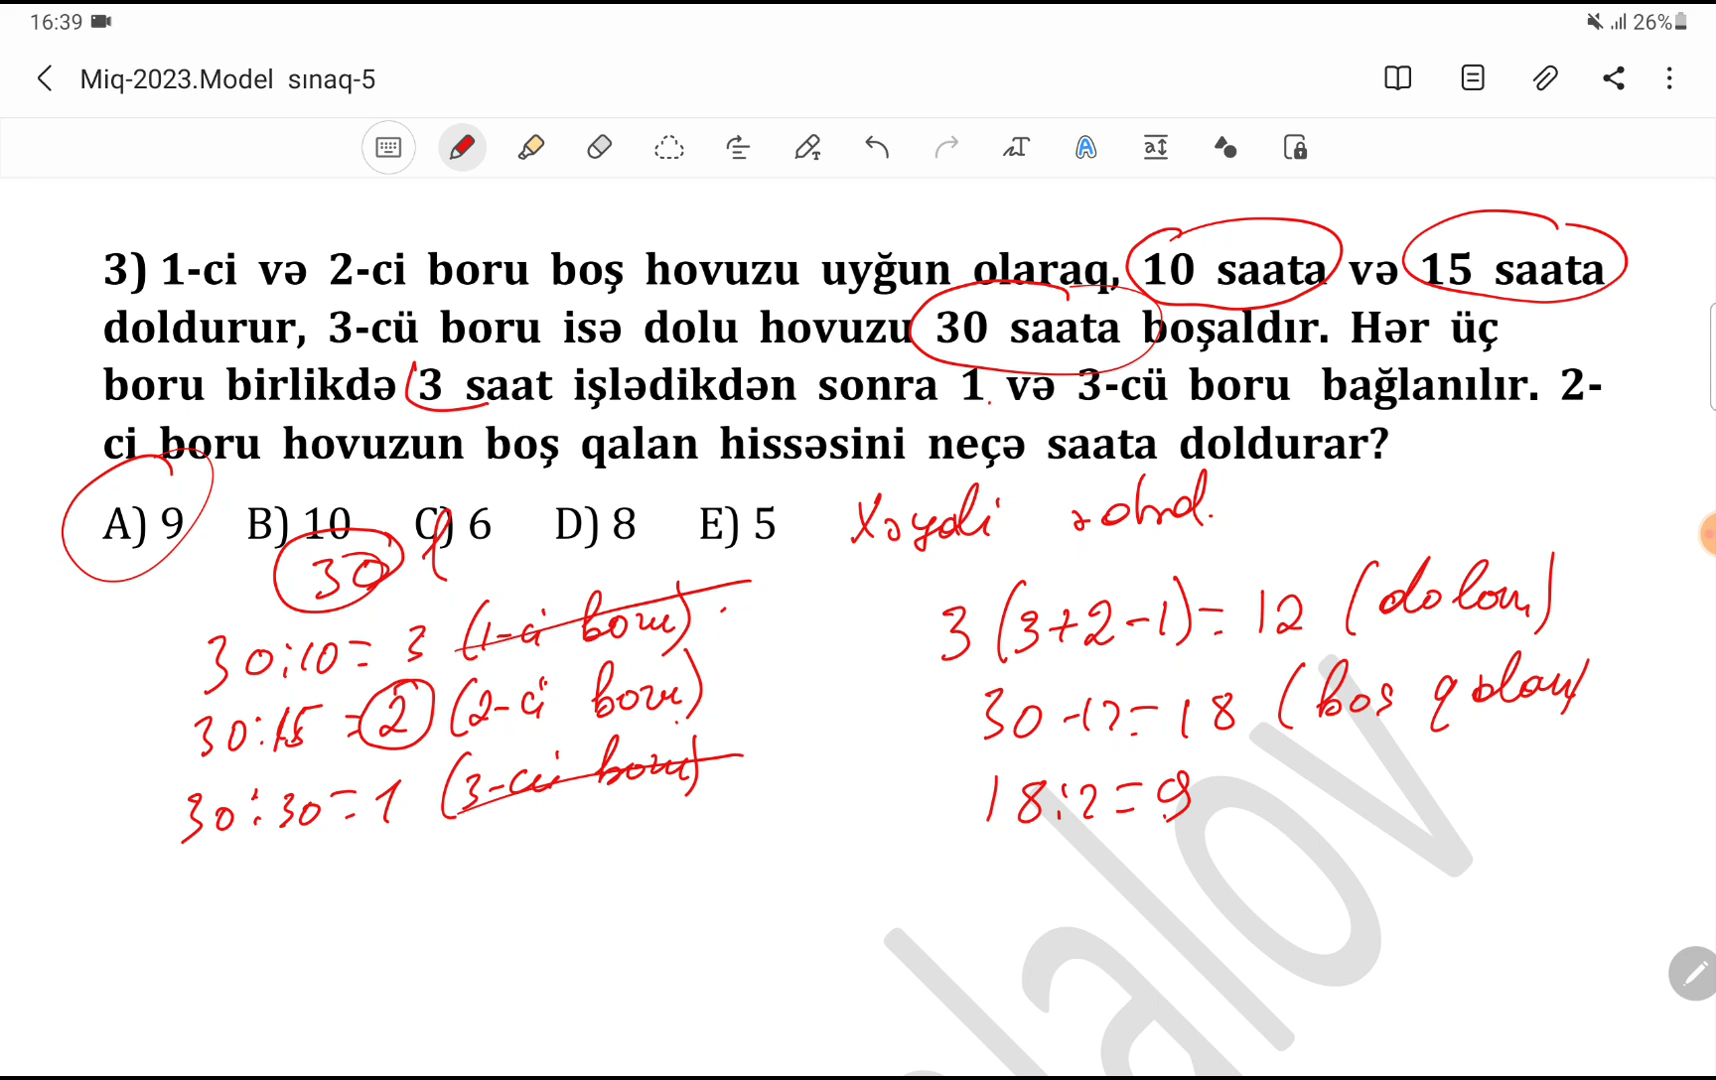 16:39 26%
Miq-2023.Model sınaq-5
3) 1-ci və 2-ci boru boş hovuzu uyğun olaraq, 10 saata və 15 saata
doldurur, 3-cü boru isə dolu hovuzu 30 saata boşaldır. Hər üç
boru birlikdə 3 saat işlədikdən sonra 1 və 3-cü boru bağlanılır. 2-
ci boru hovuzun boş qalan hissəsini neçə saata doldurar?
A) 9 B) 10 C) 6 D) 8 E) 5
Xəyali ədəd.
30 l
30:10= 3 (1-ci boru)
30:15 =2 (2-ci boru)
30:30=1 (3-cü boru)
3(3+2-1)= 12 (dolan)
30-12=18 (boş qalan)
18:2=9
alov